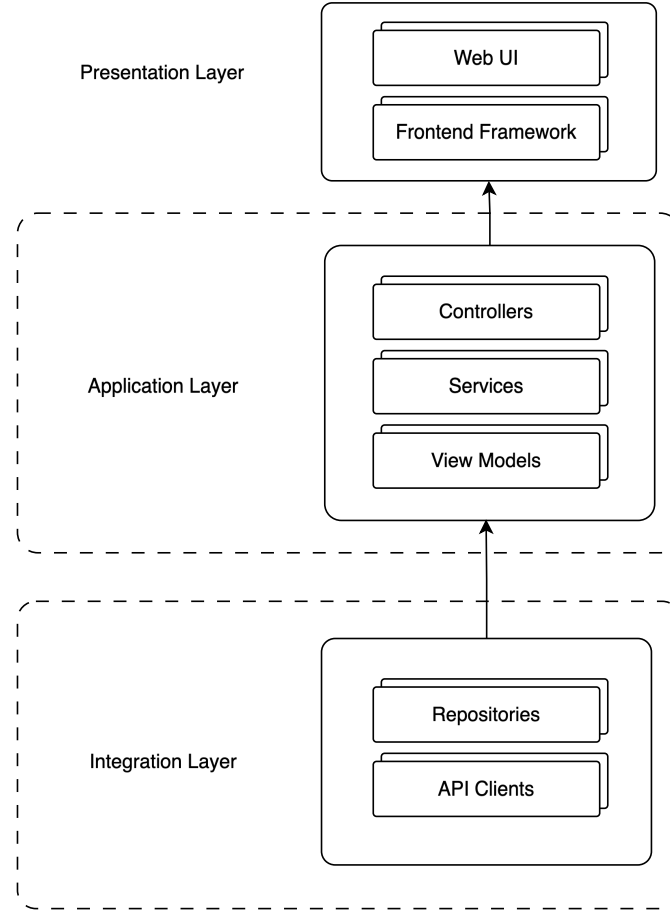 Presentation Layer
Web UI
Frontend Framework
Application Layer
Controllers
Services
View Models
Integration Layer
Repositories
API Clients